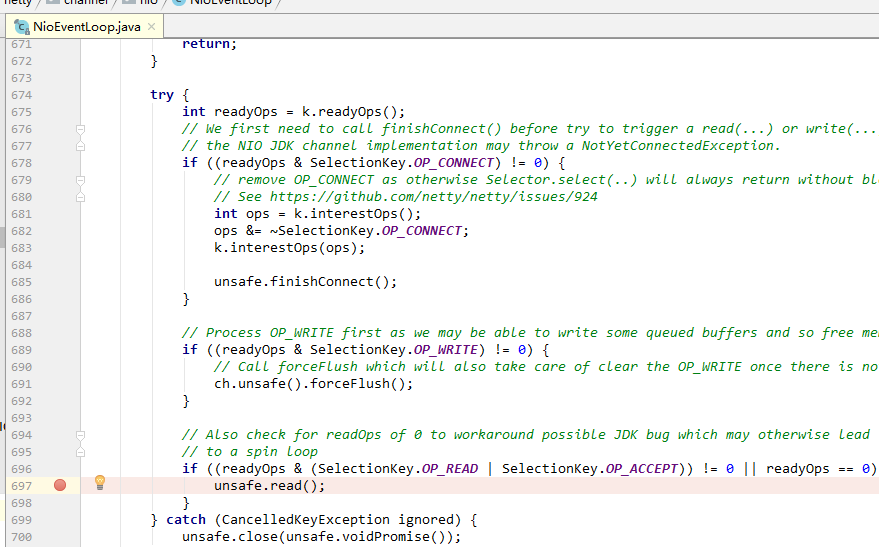 netty channel nio NioEventLoop
NioEventLoop.java
671 return;
672 }
673
674 try {
675 int readyOps = k.readyOps();
676 // We first need to call finishConnect() before try to trigger a read(...) or write(...
677 // the NIO JDK channel implementation may throw a NotYetConnectedException.
678 if ((readyOps & SelectionKey.OP_CONNECT) != 0) {
679 // remove OP_CONNECT as otherwise Selector.select(..) will always return without bl
680 // See https://github.com/netty/netty/issues/924
681 int ops = k.interestOps();
682 ops &= ~SelectionKey.OP_CONNECT;
683 k.interestOps(ops);
684
685 unsafe.finishConnect();
686 }
687
688 // Process OP_WRITE first as we may be able to write some queued buffers and so free me
689 if ((readyOps & SelectionKey.OP_WRITE) != 0) {
690 // Call forceFlush which will also take care of clear the OP_WRITE once there is no
691 ch.unsafe().forceFlush();
692 }
693
694 // Also check for readOps of 0 to workaround possible JDK bug which may otherwise lead
695 // to a spin loop
696 if ((readyOps & (SelectionKey.OP_READ | SelectionKey.OP_ACCEPT)) != 0 || readyOps == 0)
697 unsafe.read();
698 }
699 } catch (CancelledKeyException ignored) {
700 unsafe.close(unsafe.voidPromise());